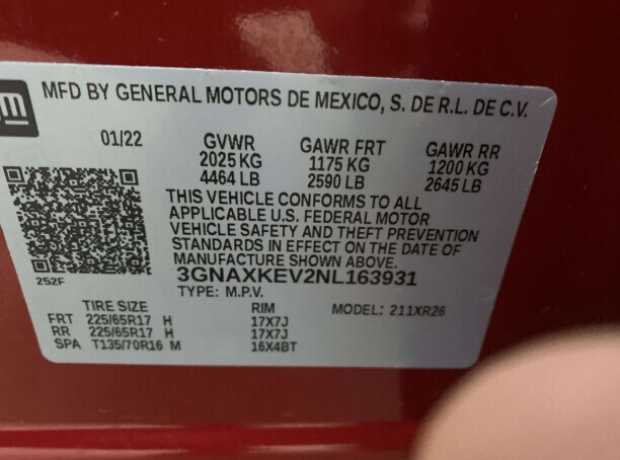 gm
MFD BY GENERAL MOTORS DE MEXICO, S. DE R.L. DE C.V.
01/22 GVWR GAWR FRT GAWR RR
2025 KG 1175 KG 1200 KG
4464 LB 2590 LB 2645 LB
THIS VEHICLE CONFORMS TO ALL
APPLICABLE U.S. FEDERAL MOTOR
VEHICLE SAFETY AND THEFT PREVENTION
STANDARDS IN EFFECT ON THE DATE OF
MANUFACTURE SHOWN ABOVE.
3GNAXKEV2NL163931
252F TYPE: M.P.V.
TIRE SIZE RIM MODEL: 211XR26
FRT 225/65R17 H 17X7J
RR 225/65R17 H 17X7J
SPA T135/70R16 M 16X4BT